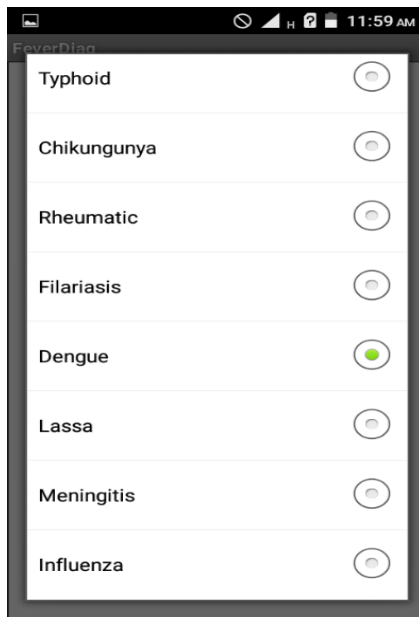 H 11:59 AM
FeverDiag
Typhoid
Chikungunya
Rheumatic
Filariasis
Dengue
Lassa
Meningitis
Influenza